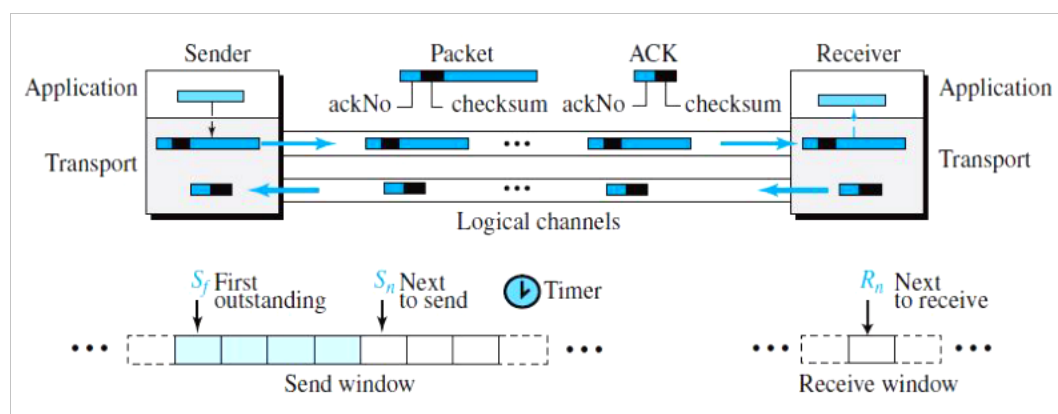 Sender Packet ACK Receiver
Application ackNo checksum ackNo checksum Application
Transport ... Transport
...
Logical channels
Sf First outstanding
Sn Next to send
Timer
Rn Next to receive
... ... ... ...
Send window Receive window